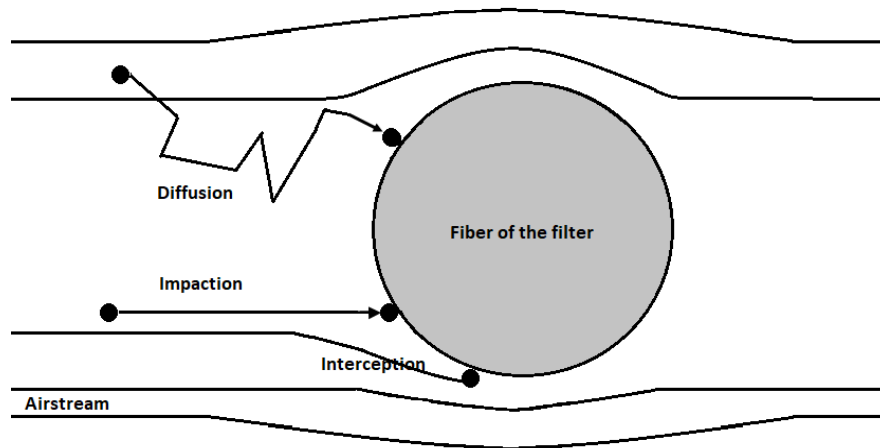 Diffusion
Fiber of the filter
Impaction
Interception
Airstream